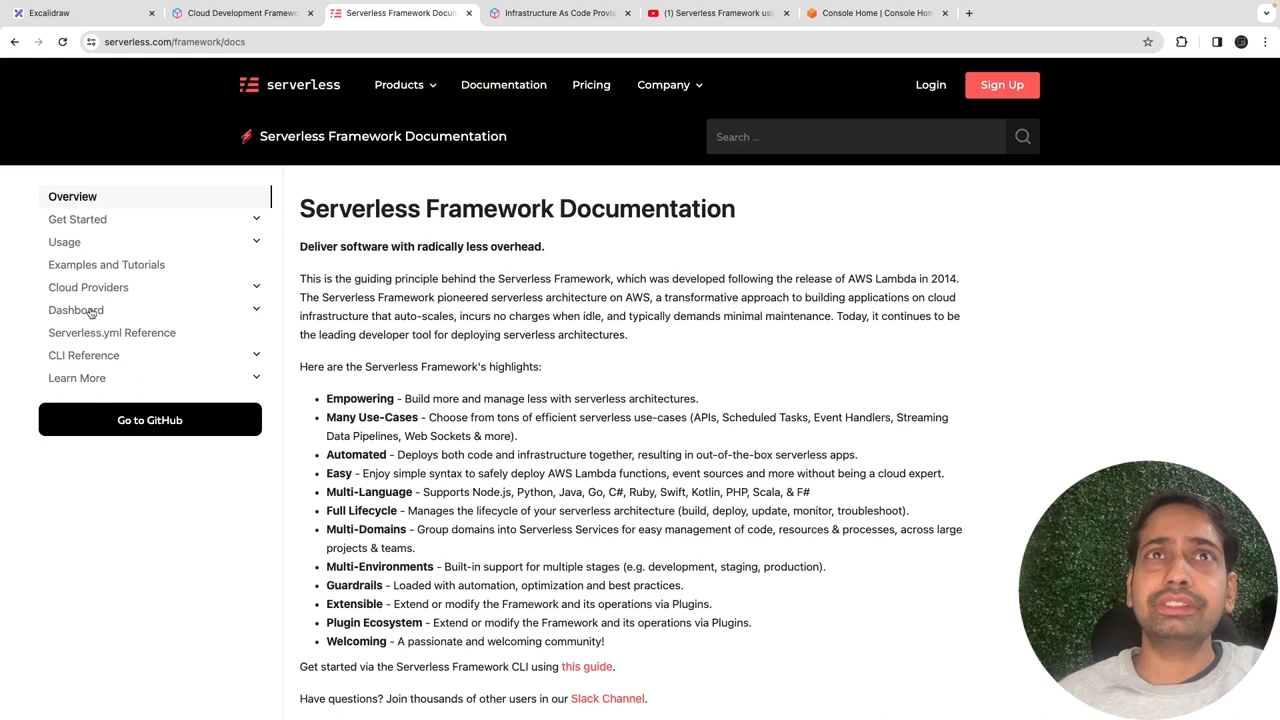 Excalidraw
Cloud Development Framewo
Serverless Framework Docum
Infrastructure As Code Provis
(1) Serverless Framework usi
Console Home | Console Hom
serverless.com/framework/docs
serverless
Products
Documentation
Pricing
Company
Login
Sign Up
Serverless Framework Documentation
Search ...
Overview
Get Started
Usage
Examples and Tutorials
Cloud Providers
Dashboard
Serverless.yml Reference
CLI Reference
Learn More
Go to GitHub
Serverless Framework Documentation
Deliver software with radically less overhead.
This is the guiding principle behind the Serverless Framework, which was developed following the release of AWS Lambda in 2014.
The Serverless Framework pioneered serverless architecture on AWS, a transformative approach to building applications on cloud
infrastructure that auto-scales, incurs no charges when idle, and typically demands minimal maintenance. Today, it continues to be
the leading developer tool for deploying serverless architectures.
Here are the Serverless Framework's highlights:
• Empowering - Build more and manage less with serverless architectures.
• Many Use-Cases - Choose from tons of efficient serverless use-cases (APIs, Scheduled Tasks, Event Handlers, Streaming
Data Pipelines, Web Sockets & more).
• Automated - Deploys both code and infrastructure together, resulting in out-of-the-box serverless apps.
• Easy - Enjoy simple syntax to safely deploy AWS Lambda functions, event sources and more without being a cloud expert.
• Multi-Language - Supports Node.js, Python, Java, Go, C#, Ruby, Swift, Kotlin, PHP, Scala, & F#
• Full Lifecycle - Manages the lifecycle of your serverless architecture (build, deploy, update, monitor, troubleshoot).
• Multi-Domains - Group domains into Serverless Services for easy management of code, resources & processes, across large
projects & teams.
• Multi-Environments - Built-in support for multiple stages (e.g. development, staging, production).
• Guardrails - Loaded with automation, optimization and best practices.
• Extensible - Extend or modify the Framework and its operations via Plugins.
• Plugin Ecosystem - Extend or modify the Framework and its operations via Plugins.
• Welcoming - A passionate and welcoming community!
Get started via the Serverless Framework CLI using this guide.
Have questions? Join thousands of other users in our Slack Channel.